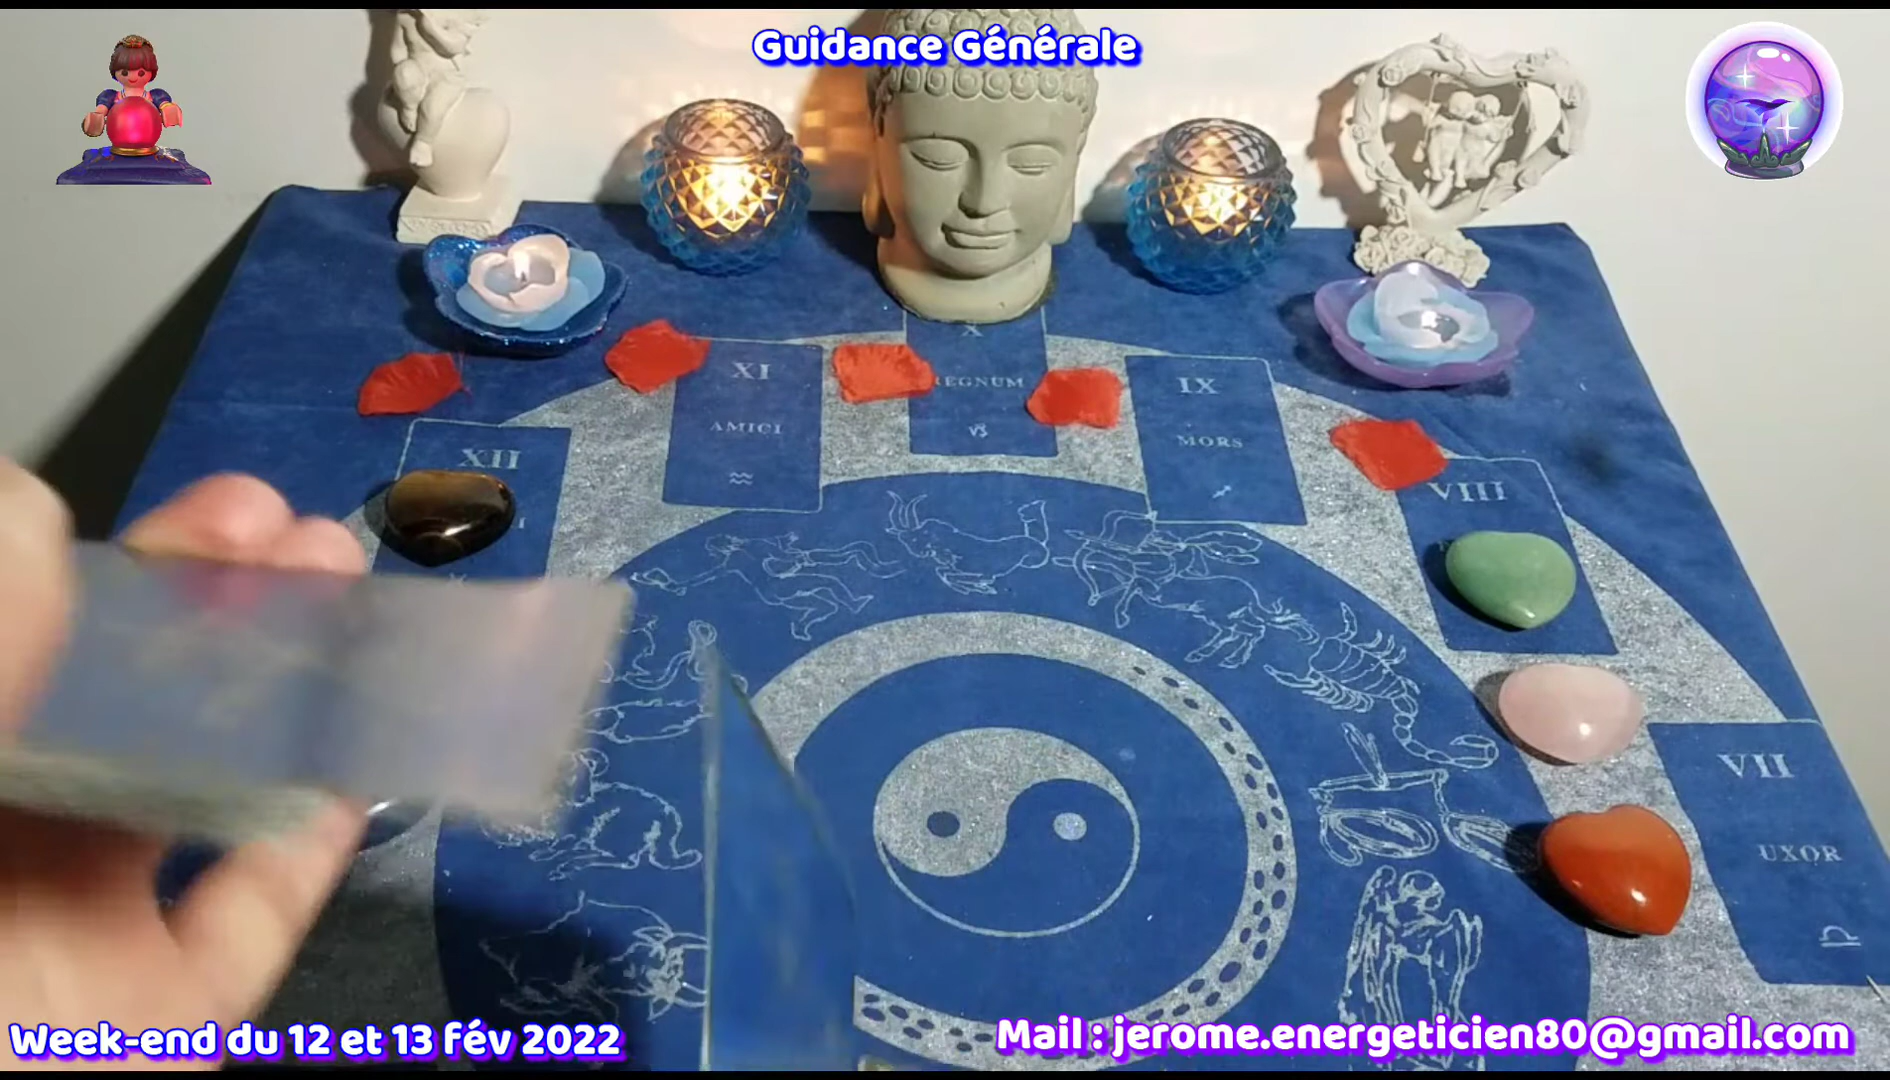 Guidance Générale
X
REGNUM
XI
AMICI
IX
MORS
XII
VIII
VII
UXOR
Week-end du 12 et 13 fév 2022
Mail : jerome.energeticien80@gmail.com